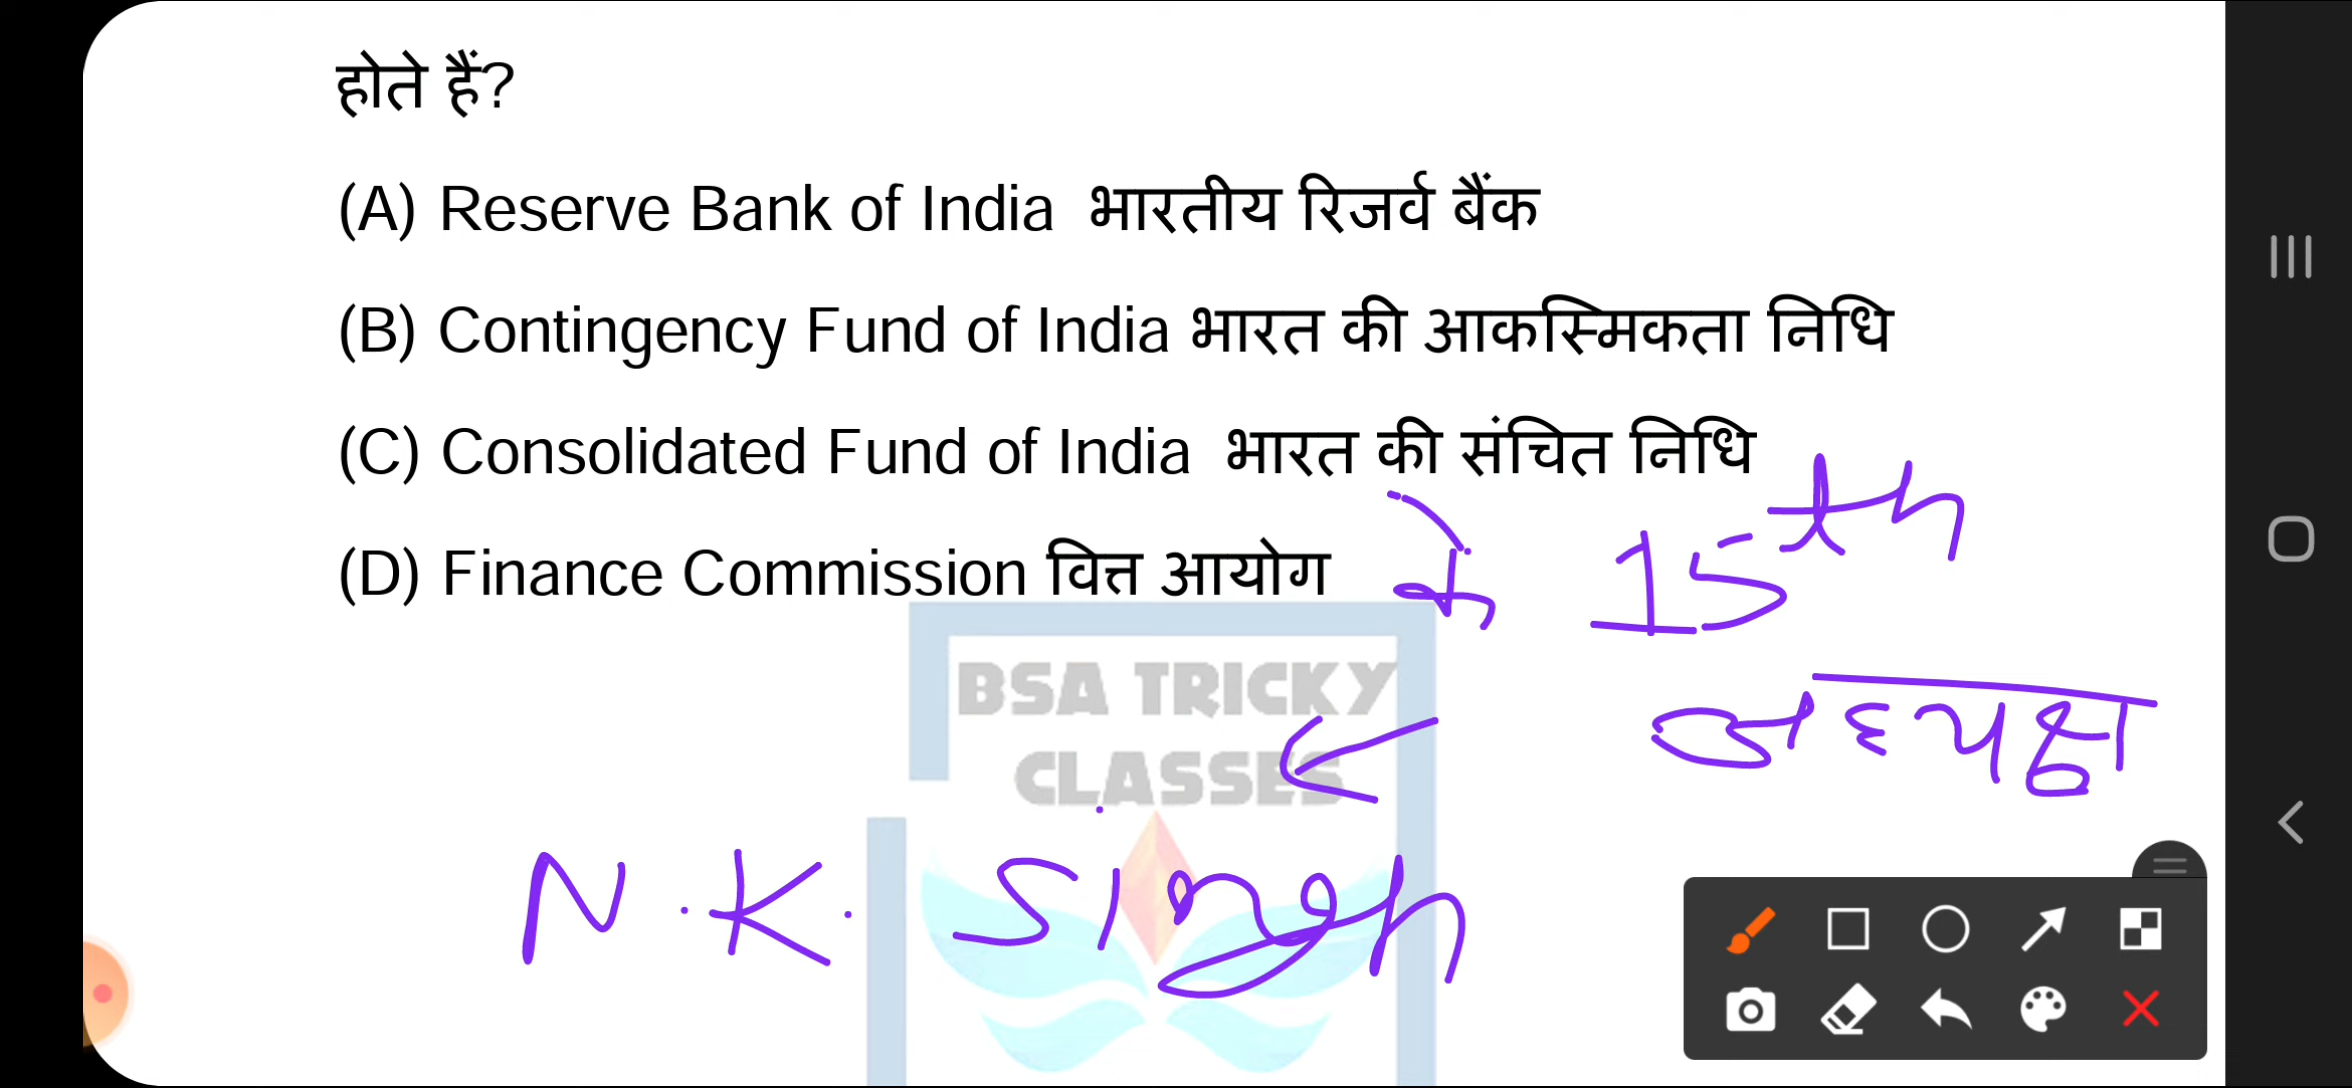 होते हैं?
(A) Reserve Bank of India भारतीय रिजर्व बैंक
(B) Contingency Fund of India भारत की आकस्मिकता निधि
(C) Consolidated Fund of India भारत की संचित निधि
(D) Finance Commission वित्त आयोग के 15th
अध्यक्ष
BSA TRICKY
CLASSES
N.K. Singh